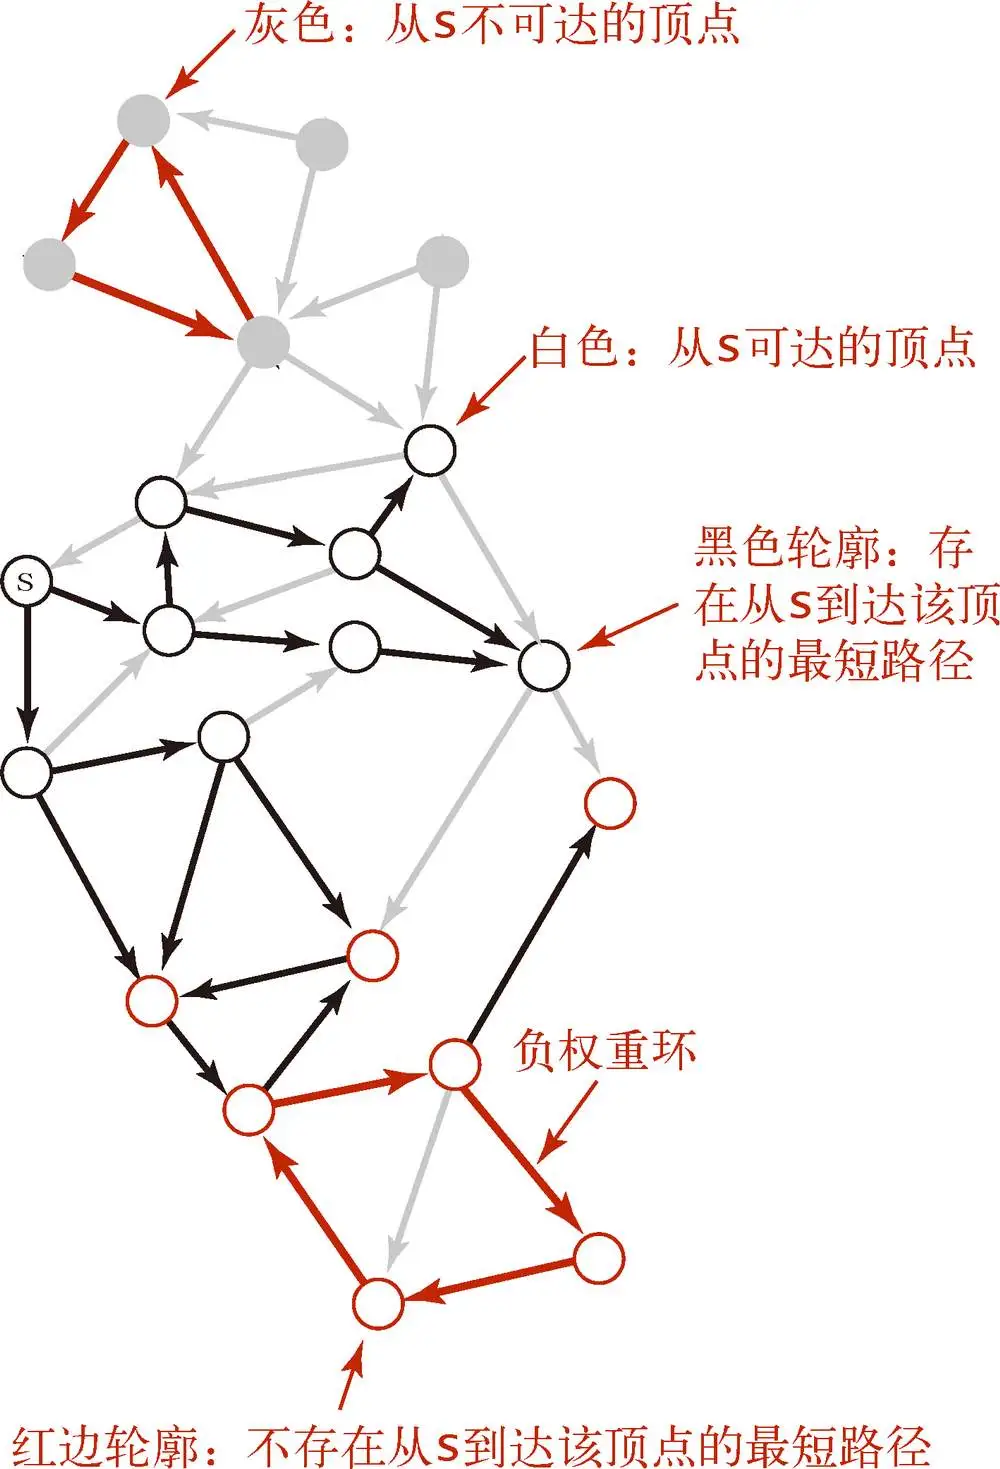 灰色：从s不可达的顶点
白色：从s可达的顶点
黑色轮廓：存
在从s到达该顶
点的最短路径
s
负权重环
红边轮廓：不存在从s到达该顶点的最短路径